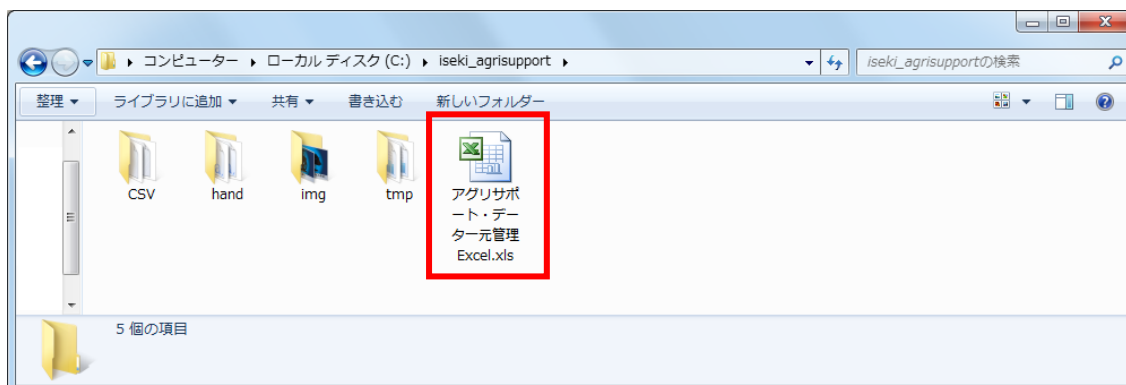 コンピューター ローカル ディスク (C:) iseki_agrisupport iseki_agrisupportの検索
整理 ライブラリに追加 共有 書き込む 新しいフォルダー
CSV hand img tmp アグリサポ
ート・デー
ター元管理
Excel.xls
5 個の項目